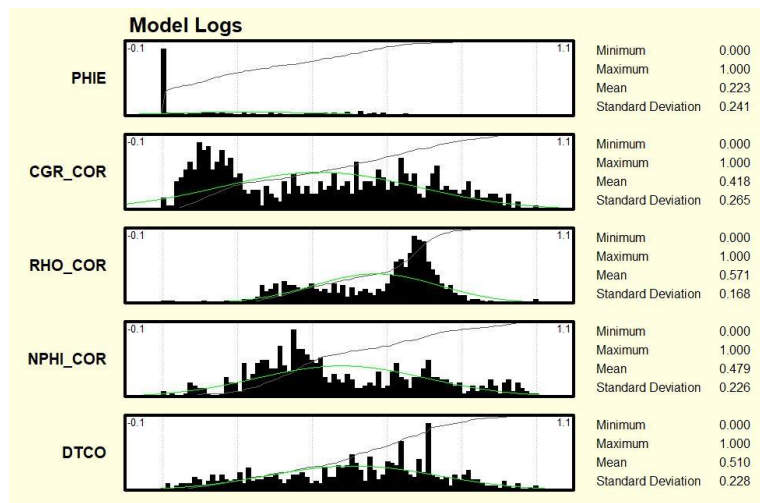 Model Logs
PHIE
-0.1 1.1
Minimum 0.000
Maximum 1.000
Mean 0.223
Standard Deviation 0.241
CGR_COR
-0.1 1.1
Minimum 0.000
Maximum 1.000
Mean 0.418
Standard Deviation 0.265
RHO_COR
-0.1 1.1
Minimum 0.000
Maximum 1.000
Mean 0.571
Standard Deviation 0.168
NPHI_COR
-0.1 1.1
Minimum 0.000
Maximum 1.000
Mean 0.479
Standard Deviation 0.226
DTCO
-0.1 1.1
Minimum 0.000
Maximum 1.000
Mean 0.510
Standard Deviation 0.228